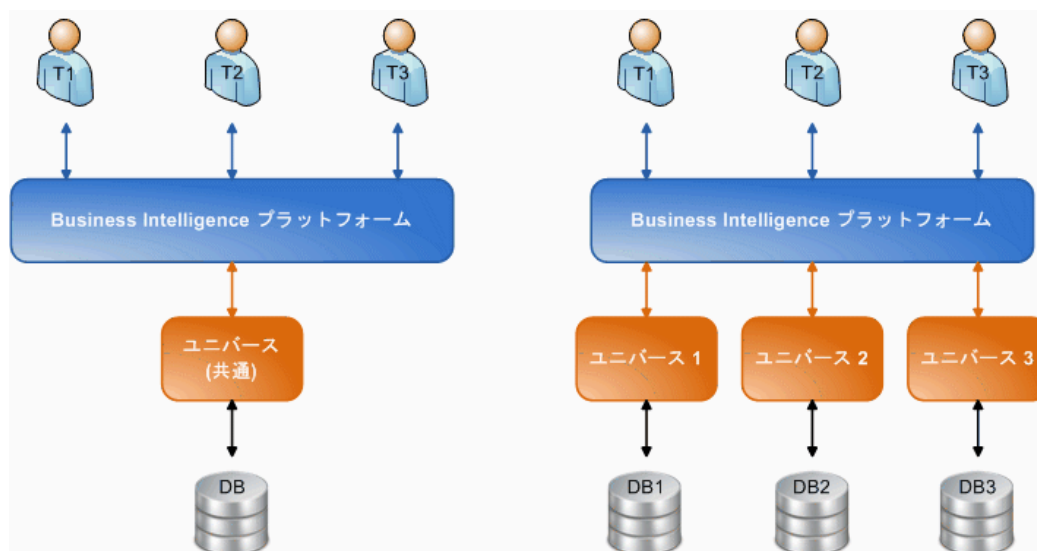 T1
T2
T3
Business Intelligence プラットフォーム
ユニバース
(共通)
DB
T1
T2
T3
Business Intelligence プラットフォーム
ユニバース 1
ユニバース 2
ユニバース 3
DB1
DB2
DB3